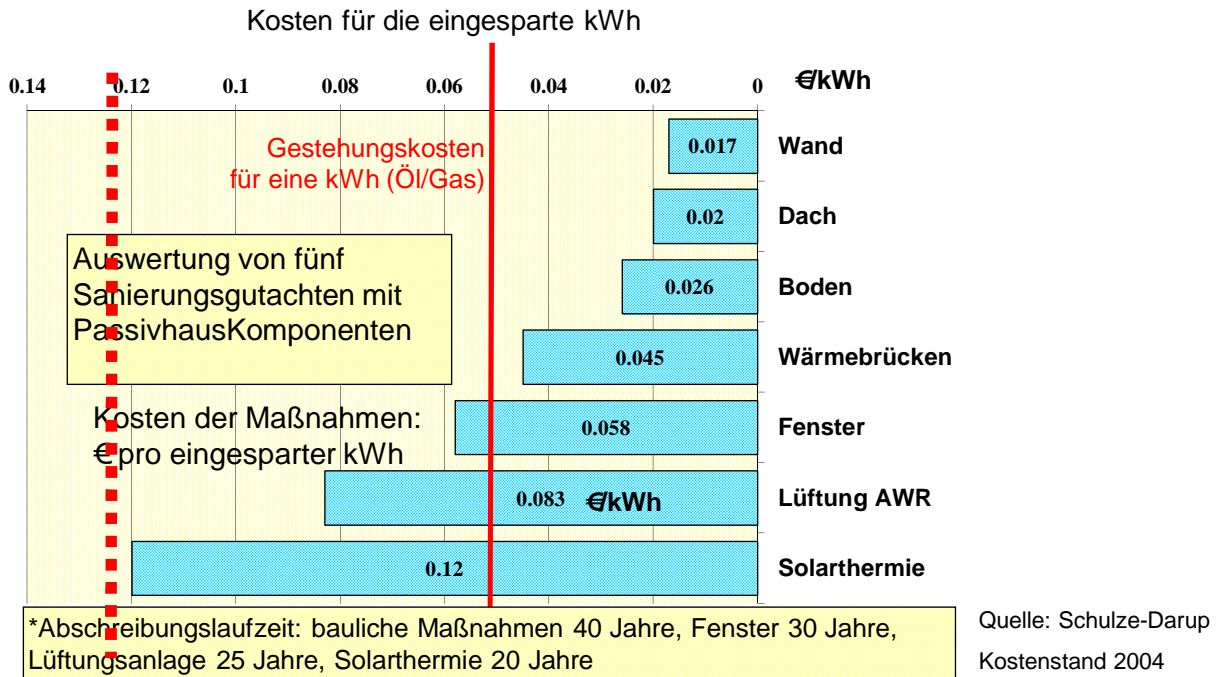 Kosten für die eingesparte kWh
0.14 0.12 0.1 0.08 0.06 0.04 0.02 0 €/kWh
Gestehungskosten
für eine kWh (Öl/Gas)
0.017 Wand
0.02 Dach
Auswertung von fünf
Sanierungsgutachten mit
PassivhausKomponenten
0.026 Boden
0.045 Wärmebrücken
Kosten der Maßnahmen:
€ pro eingesparter kWh
0.058 Fenster
0.083 €/kWh Lüftung AWR
0.12 Solarthermie
*Abschreibungslaufzeit: bauliche Maßnahmen 40 Jahre, Fenster 30 Jahre,
Lüftungsanlage 25 Jahre, Solarthermie 20 Jahre
Quelle: Schulze-Darup
Kostenstand 2004